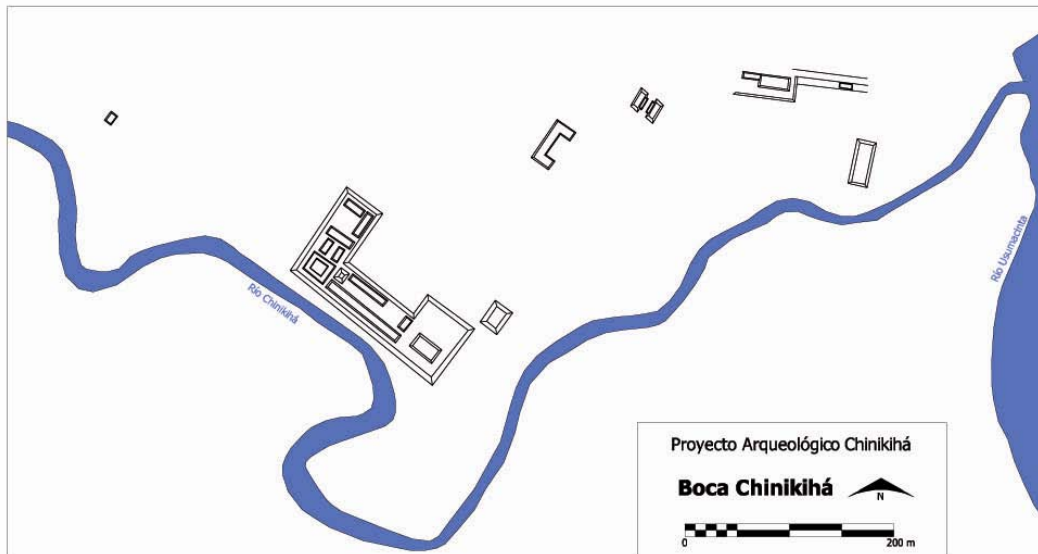 Río Chinikihá
Río Usumacinta
Proyecto Arqueológico Chinikihá
Boca Chinikihá
N
0 200 m